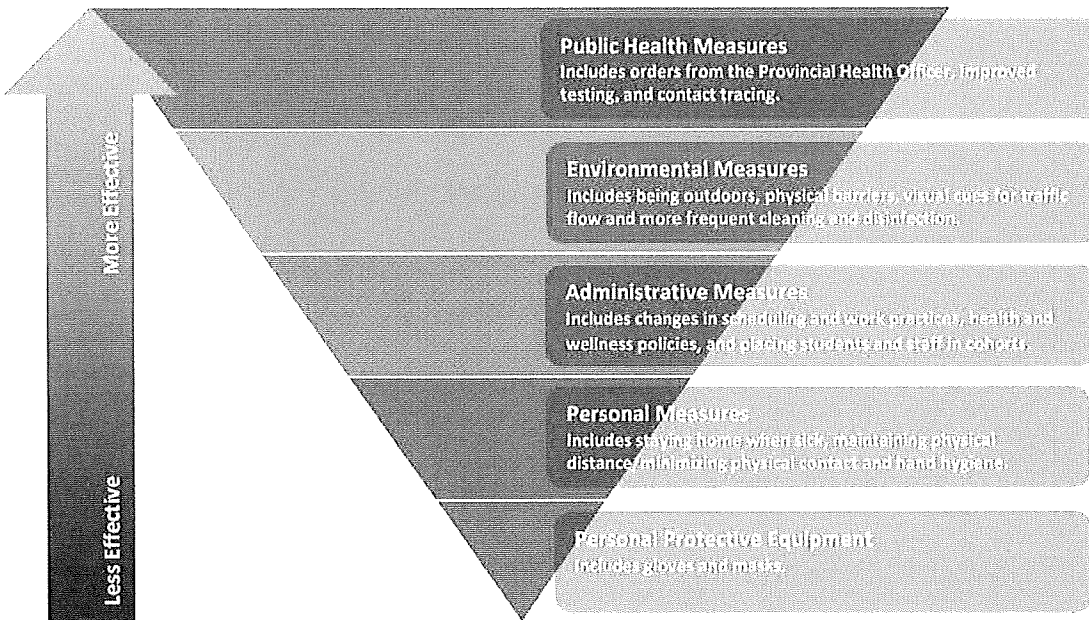 Public Health Measures
Includes orders from the Provincial Health Officer, improved
testing, and contact tracing.
Environmental Measures
Includes being outdoors, physical barriers, visual cues for traffic
flow and more frequent cleaning and disinfection.
Administrative Measures
Includes changes in scheduling and work practices, health and
wellness policies, and placing students and staff in cohorts.
Personal Measures
Includes staying home when sick, maintaining physical
distance/minimizing physical contact and hand hygiene.
Personal Protective Equipment
Includes gloves and masks.
More Effective
Less Effective